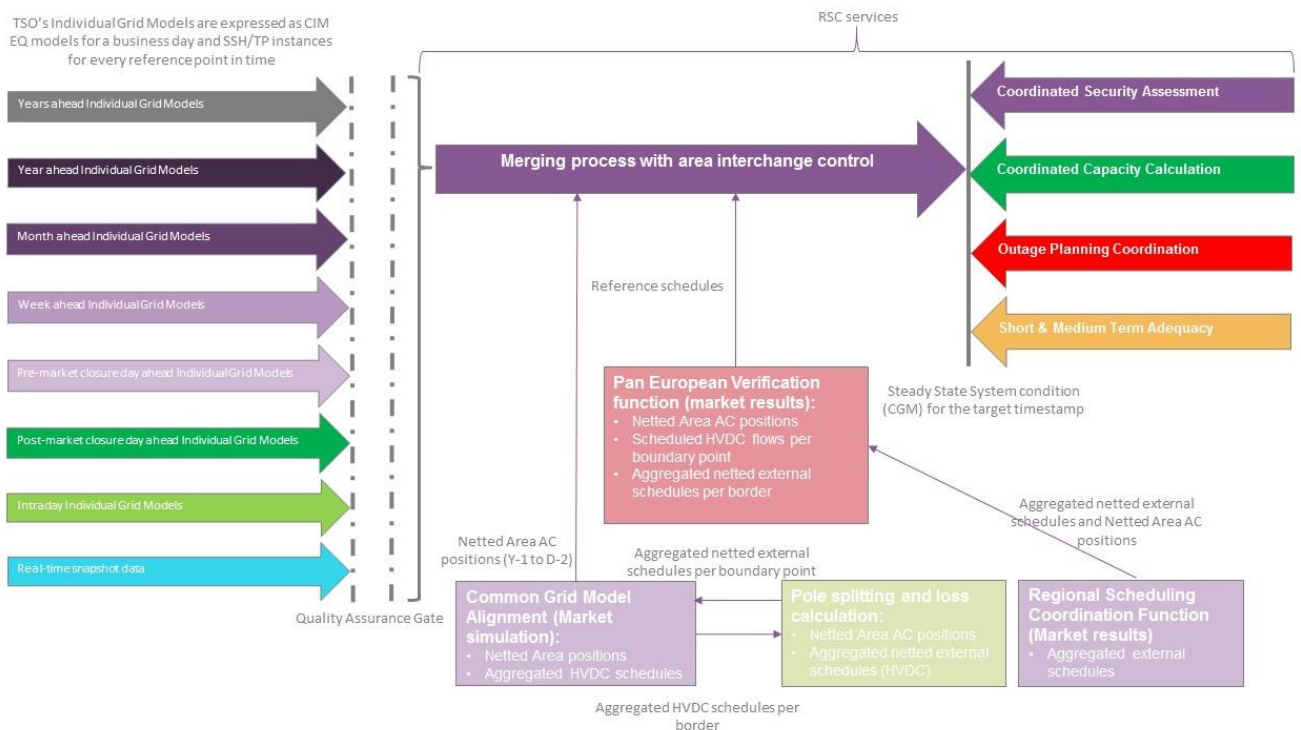 TSO's Individual Grid Models are expressed as CIM
EQ models for a business day and SSH/TP instances
for every reference point in time
RSC services
Years ahead Individual Grid Models
Year ahead Individual Grid Models
Month ahead Individual Grid Models
Week ahead Individual Grid Models
Pre-market closure day ahead Individual Grid Models
Post-market closure day ahead Individual Grid Models
Intraday Individual Grid Models
Real-time snapshot data
Quality Assurance Gate
Merging process with area interchange control
Coordinated Security Assessment
Coordinated Capacity Calculation
Outage Planning Coordination
Short & Medium Term Adequacy
Steady State System condition
(CGM) for the target timestamp
Reference schedules
Pan European Verification
function (market results):
• Netted Area AC positions
• Scheduled HVDC flows per
boundary point
• Aggregated netted external
schedules per border
Aggregated netted external
schedules and Netted Area AC
positions
Netted Area AC
positions (Y-1 to D-2)
Aggregated netted external
schedules per boundary point
Common Grid Model
Alignment (Market
simulation):
• Netted Area positions
• Aggregated HVDC schedules
Pole splitting and loss
calculation:
• Netted Area AC positions
• Aggregated netted external
schedules (HVDC)
Regional Scheduling
Coordination Function
(Market results)
• Aggregated external
schedules
Aggregated HVDC schedules per
border